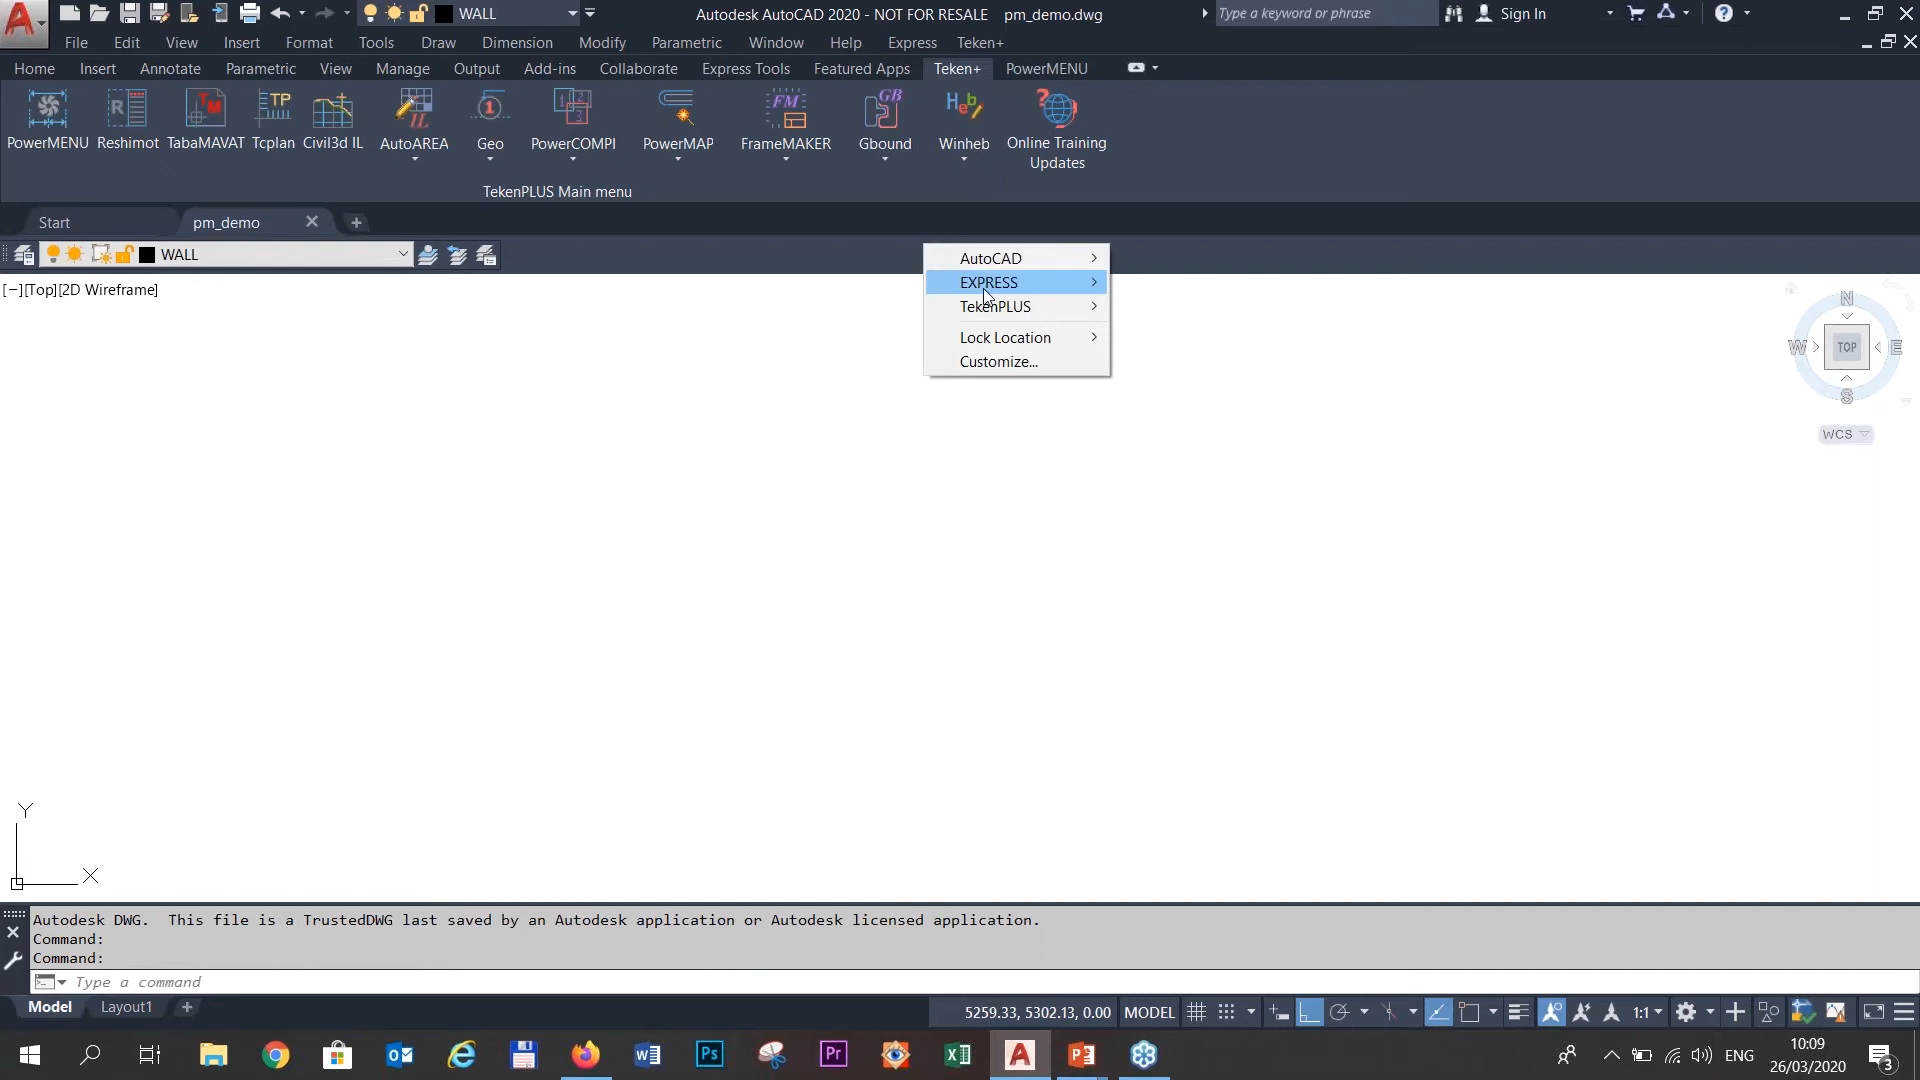 WALL
Autodesk AutoCAD 2020 - NOT FOR RESALE pm_demo.dwg
Type a keyword or phrase
Sign In
File Edit View Insert Format Tools Draw Dimension Modify Parametric Window Help Express Teken+
Home Insert Annotate Parametric View Manage Output Add-ins Collaborate Express Tools Featured Apps Teken+ PowerMENU
PowerMENU Reshimot TabaMAVAT Tcplan Civil3d IL AutoAREA Geo PowerCOMPI PowerMAP FrameMAKER Gbound Winheb Online Training
Updates
TekenPLUS Main menu
Start pm_demo
WALL
AutoCAD
EXPRESS
TekenPLUS
Lock Location
Customize...
[−][Top][2D Wireframe]
N
W TOP E
S
WCS
Y
X
Autodesk DWG. This file is a TrustedDWG last saved by an Autodesk application or Autodesk licensed application.
Command:
Command:
Type a command
Model Layout1
5259.33, 5302.13, 0.00 MODEL 1:1
ENG 10:09
26/03/2020 3